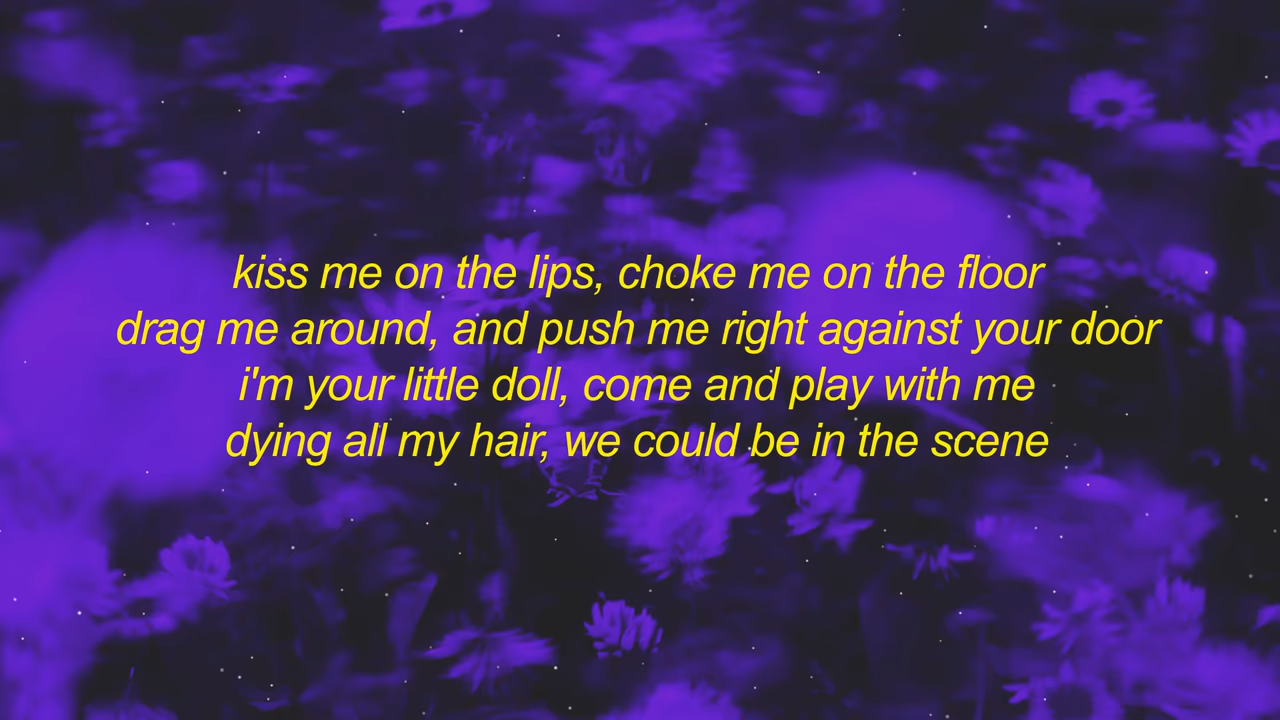 kiss me on the lips, choke me on the floor
drag me around, and push me right against your door
i'm your little doll, come and play with me
dying all my hair, we could be in the scene